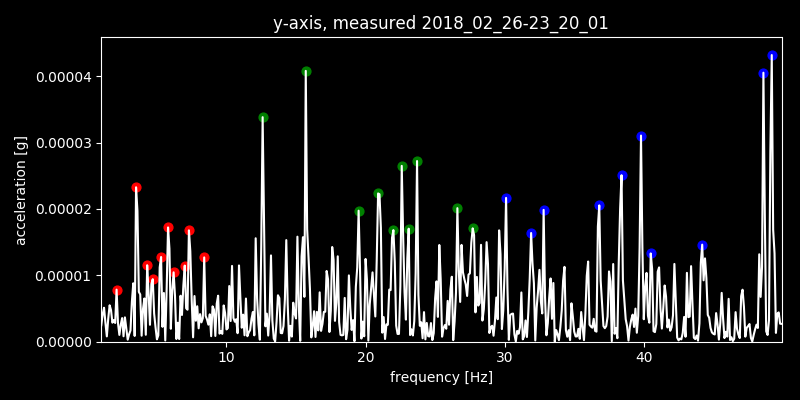 y-axis, measured 2018_02_26-23_20_01
0.00004
0.00003
0.00002
0.00001
0.00000
acceleration [g]
10 20 30 40
frequency [Hz]